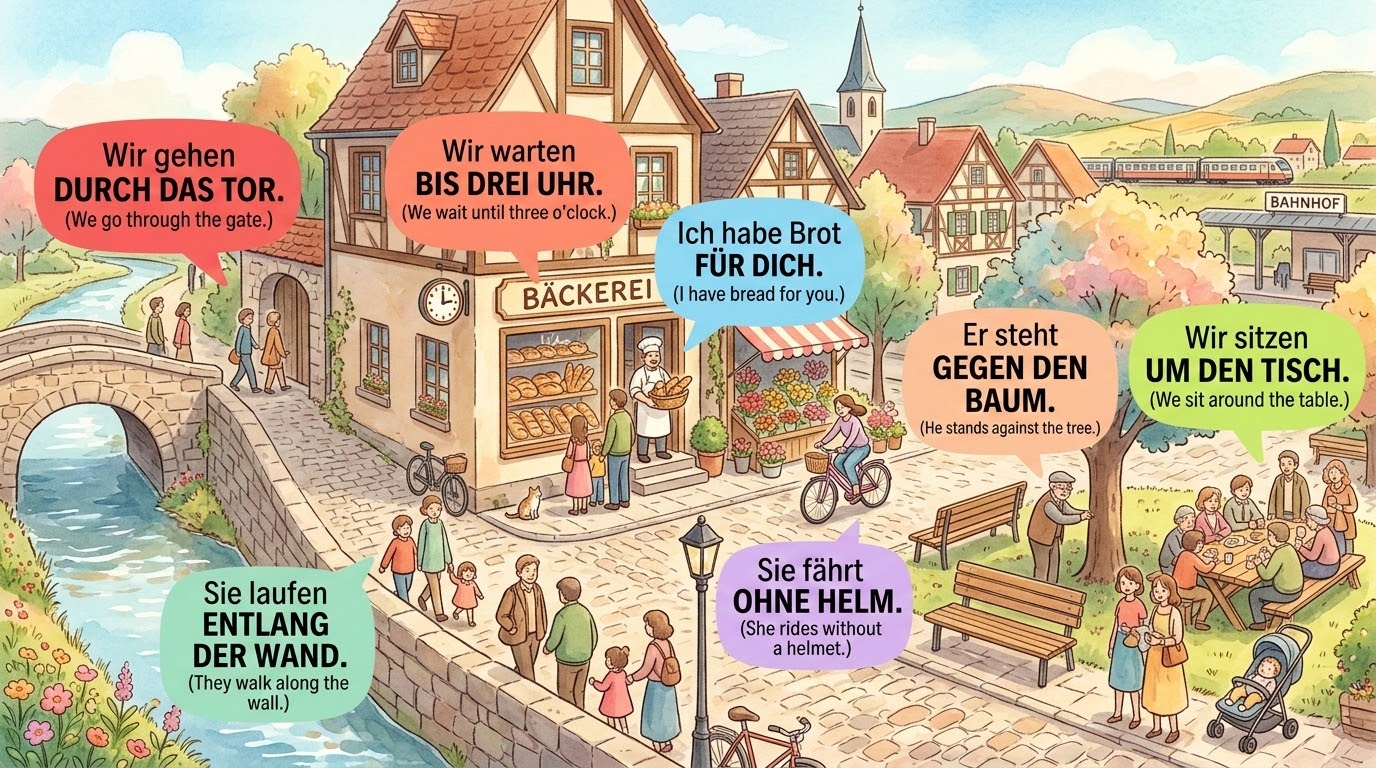 Wir gehen
DURCH DAS TOR.
(We go through the gate.)
Wir warten
BIS DREI UHR.
(We wait until three o'clock.)
Ich habe Brot
FÜR DICH.
(I have bread for you.)
BAHNHOF
BÄCKEREI
Er steht
GEGEN DEN
BAUM.
(He stands against the tree.)
Wir sitzen
UM DEN TISCH.
(We sit around the table.)
Sie laufen
ENTLANG
DER WAND.
(They walk along the
wall.)
Sie fährt
OHNE HELM.
(She rides without
a helmet.)